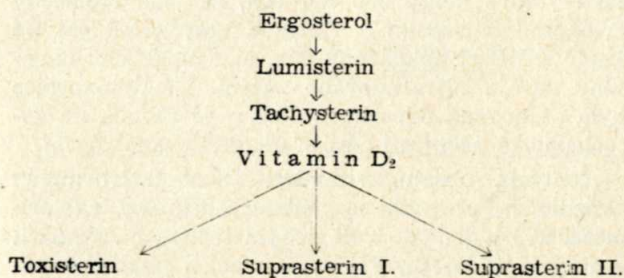 Ergosterol
Lumisterin
Tachysterin
Vitamin D₂
Toxisterin Suprasterin I. Suprasterin II.